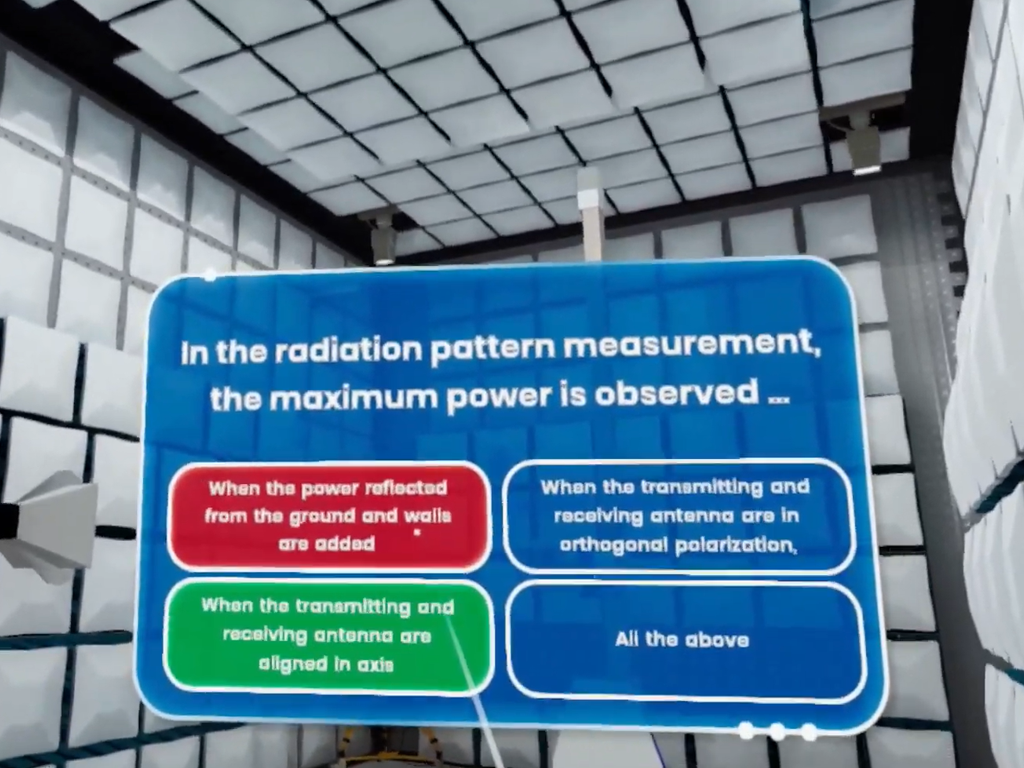 In the radiation pattern measurement,
the maximum power is observed ...
When the power reflected
from the ground and walls
are added
When the transmitting and
receiving antenna are in
orthogonal polarization,
When the transmitting and
receiving antenna are
aligned in axis
All the above